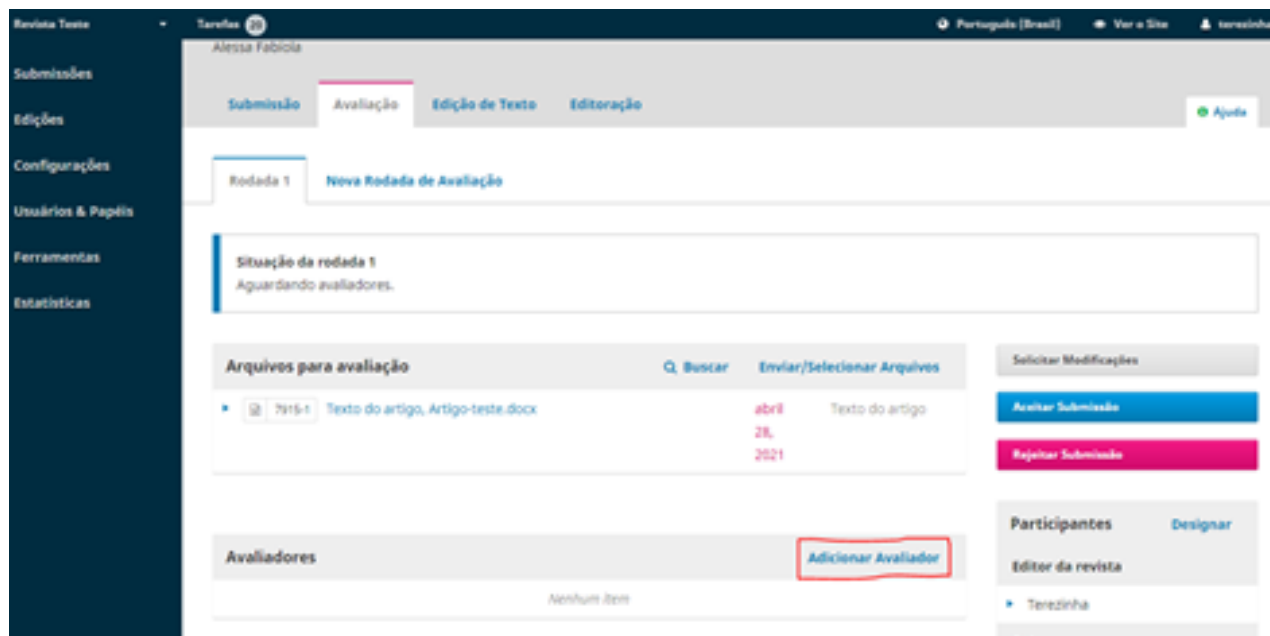 Revista Teste
Tarefas 20
Português (Brasil)
Ver o Site
terezinha
Alessa Fabíola
Submissões
Edições
Configurações
Usuários & Papéis
Ferramentas
Estatísticas
Submissão
Avaliação
Edição de Texto
Editoração
Ajuda
Rodada 1
Nova Rodada de Avaliação
Situação da rodada 1
Aguardando avaliadores.
Arquivos para avaliação
Buscar
Enviar/Selecionar Arquivos
7915-1 Texto do artigo, Artigo-teste.docx
abril
28,
2021
Texto do artigo
Solicitar Modificações
Aceitar Submissão
Rejeitar Submissão
Avaliadores
Adicionar Avaliador
Nenhum item
Participantes
Designar
Editor da revista
Terezinha